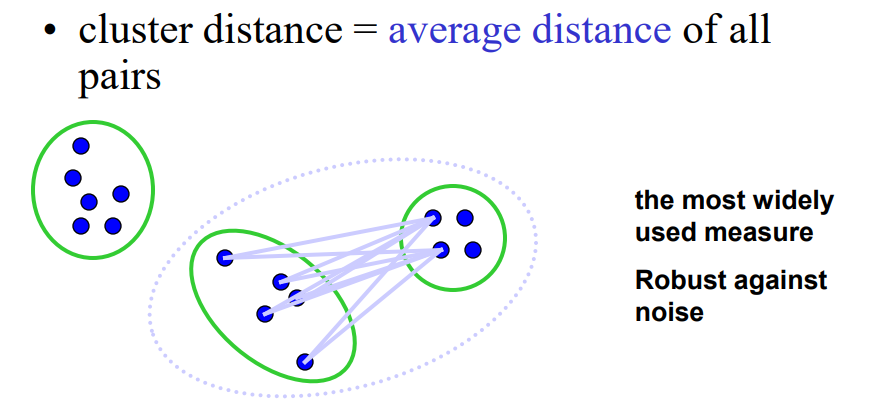 • cluster distance = average distance of all
pairs
the most widely
used measure
Robust against
noise